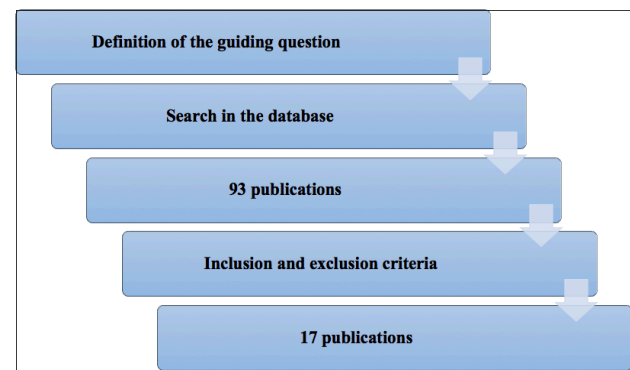 Definition of the guiding question
Search in the database
93 publications
Inclusion and exclusion criteria
17 publications